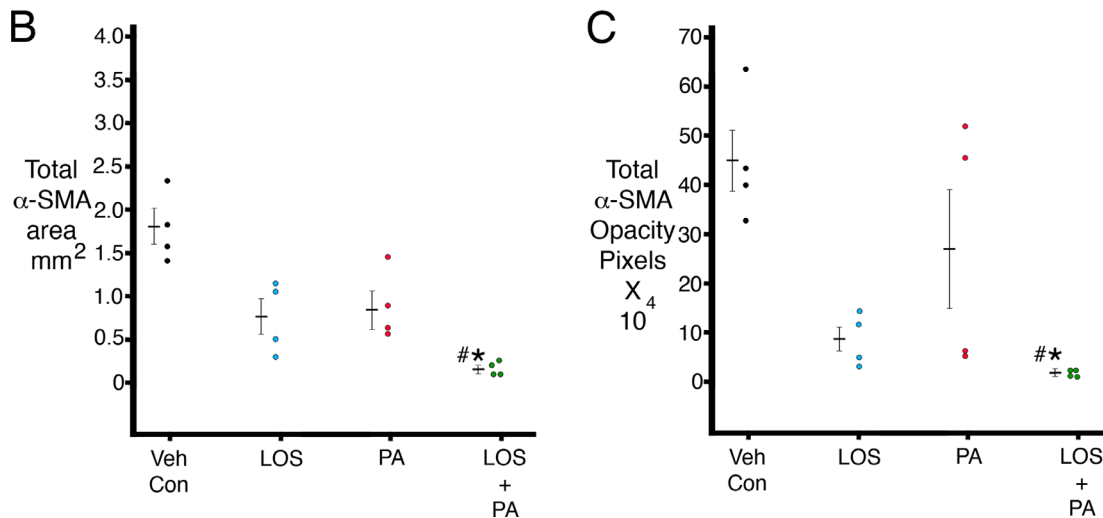 B
4.0
3.5
3.0
2.5
2.0
1.5
1.0
0.5
0
Total
α-SMA
area
mm2
#*
Veh
Con
LOS
PA
LOS
+
PA
C
70
60
50
40
30
20
10
0
Total
α-SMA
Opacity
Pixels
X
10 4
#*
Veh
Con
LOS
PA
LOS
+
PA